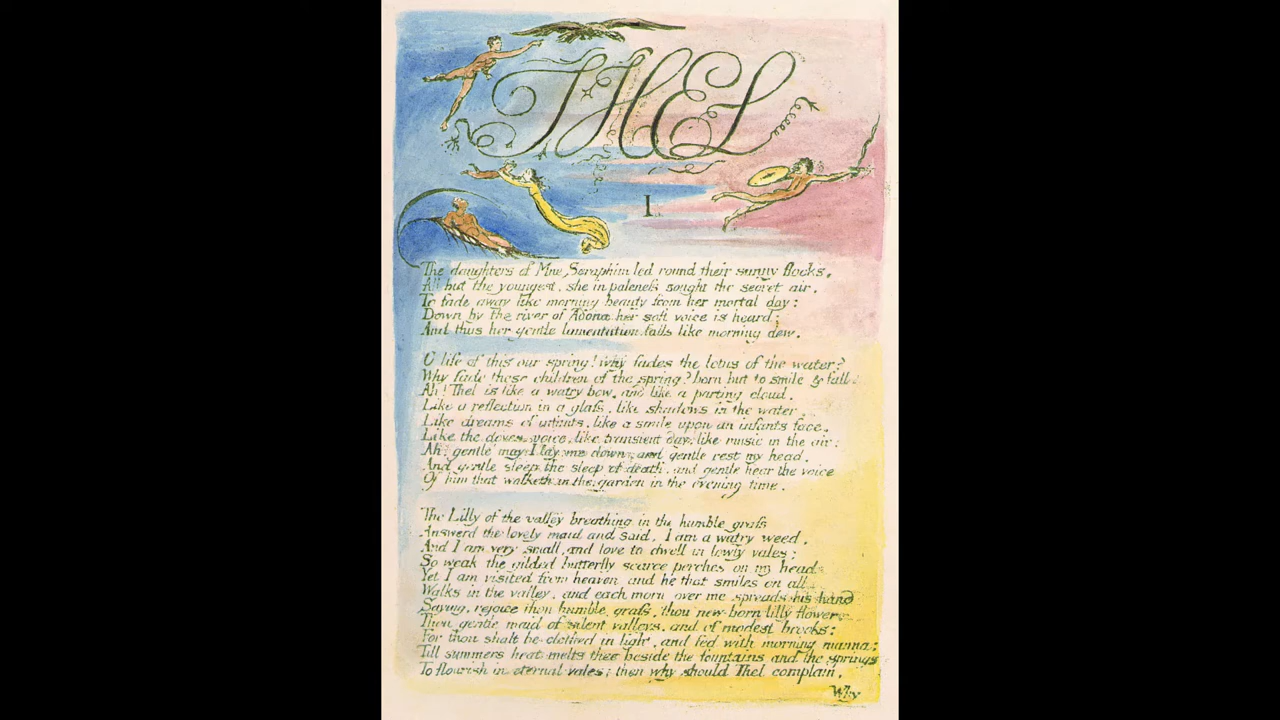 THEL
I
The daughters of Mne Seraphim led round their sunny flocks.
All but the youngest. she in paleness sought the secret air.
To fade away like morning beauty from her mortal day:
Down by the river of Adona her soft voice is heard:
And thus her gentle lamentation falls like morning dew.
O life of this our spring! why fades the lotus of the water?
Why fade these children of the spring? born but to smile & fall.
Ah! Thel is like a watry bow. and like a parting cloud.
Like a reflection in a glass. like shadows in the water.
Like dreams of infants. like a smile upon an infants face,
Like the doves voice, like transient day, like music in the air;
Ah! gentle may I lay me down, and gentle rest my head.
And gentle sleep the sleep of death. and gentle hear the voice
Of him that walketh in the garden in the evening time.
The Lilly of the valley breathing in the humble grass
Answerd the lovely maid and said; I am a watry weed,
And I am very small, and love to dwell in lowly vales;
So weak, the gilded butterfly scarce perches on my head.
Yet I am visited from heaven and he that smiles on all.
Walks in the valley. and each morn over me spreads his hand
Saying, rejoice thou humble grass, thou new-born lilly flower,
Thou gentle maid of silent valleys. and of modest brooks;
For thou shalt be clothed in light, and fed with morning manna:
Till summers heat melts thee beside the fountains and the springs
To flourish in eternal vales; then why should Thel complain,
Why